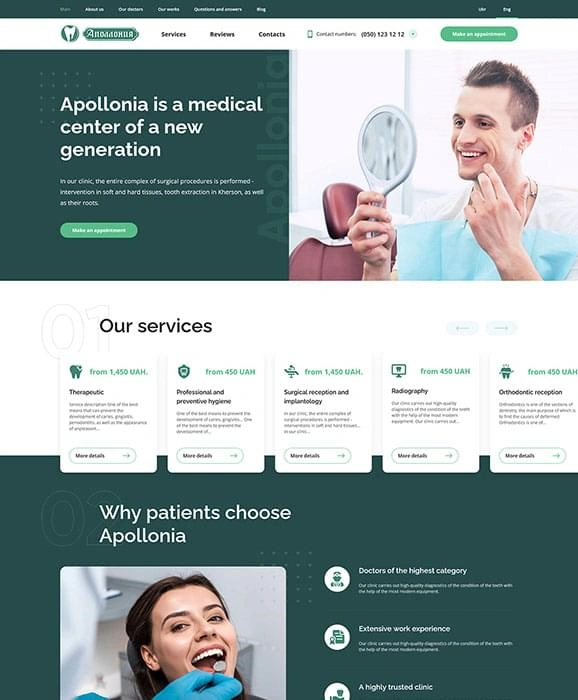 Main About us Our doctors Our works Questions and answers Blog Ukr Eng
Аполлония Services Reviews Contacts Contact numbers: (050) 123 12 12 Make an appointment
Apollonia
Apollonia is a medical
center of a new
generation
In our clinic, the entire complex of surgical procedures is performed -
intervention in soft and hard tissues, tooth extraction in Kherson, as well
as their roots.
Make an appointment
01
Our services
from 1,450 UAH.
Therapeutic
Service description One of the best
means that can prevent the
development of caries, gingivitis,
periodontitis, as well as the appearance
of unpleasant...
More details
from 450 UAH
Professional and
preventive hygiene
One of the best means to prevent the
development of caries, gingivitis... One
of the best means to prevent the
development of...
More details
from 1,450 UAH.
Surgical reception and
implantology
In our clinic, the entire complex of
surgical procedures is performed
interventions in soft and hard tissues...
In our clinic...
More details
from 450 UAH
Radiography
Our clinic carries out high-quality
diagnostics of the condition of the teeth
with the help of the most modern
equipment. Our clinic carries out...
More details
from 450 UAH
Orthodontic reception
Orthodontics is one of the sections of
dentistry, the main purpose of which is
to find the causes of deformed
Orthodontics is one of...
More details
02
Why patients choose
Apollonia
Doctors of the highest category
Our clinic carries out high-quality diagnostics of the condition of the teeth with
the help of the most modern equipment.
Extensive work experience
Our clinic carries out high-quality diagnostics of the condition of the teeth with
the help of the most modern equipment.
A highly trusted clinic